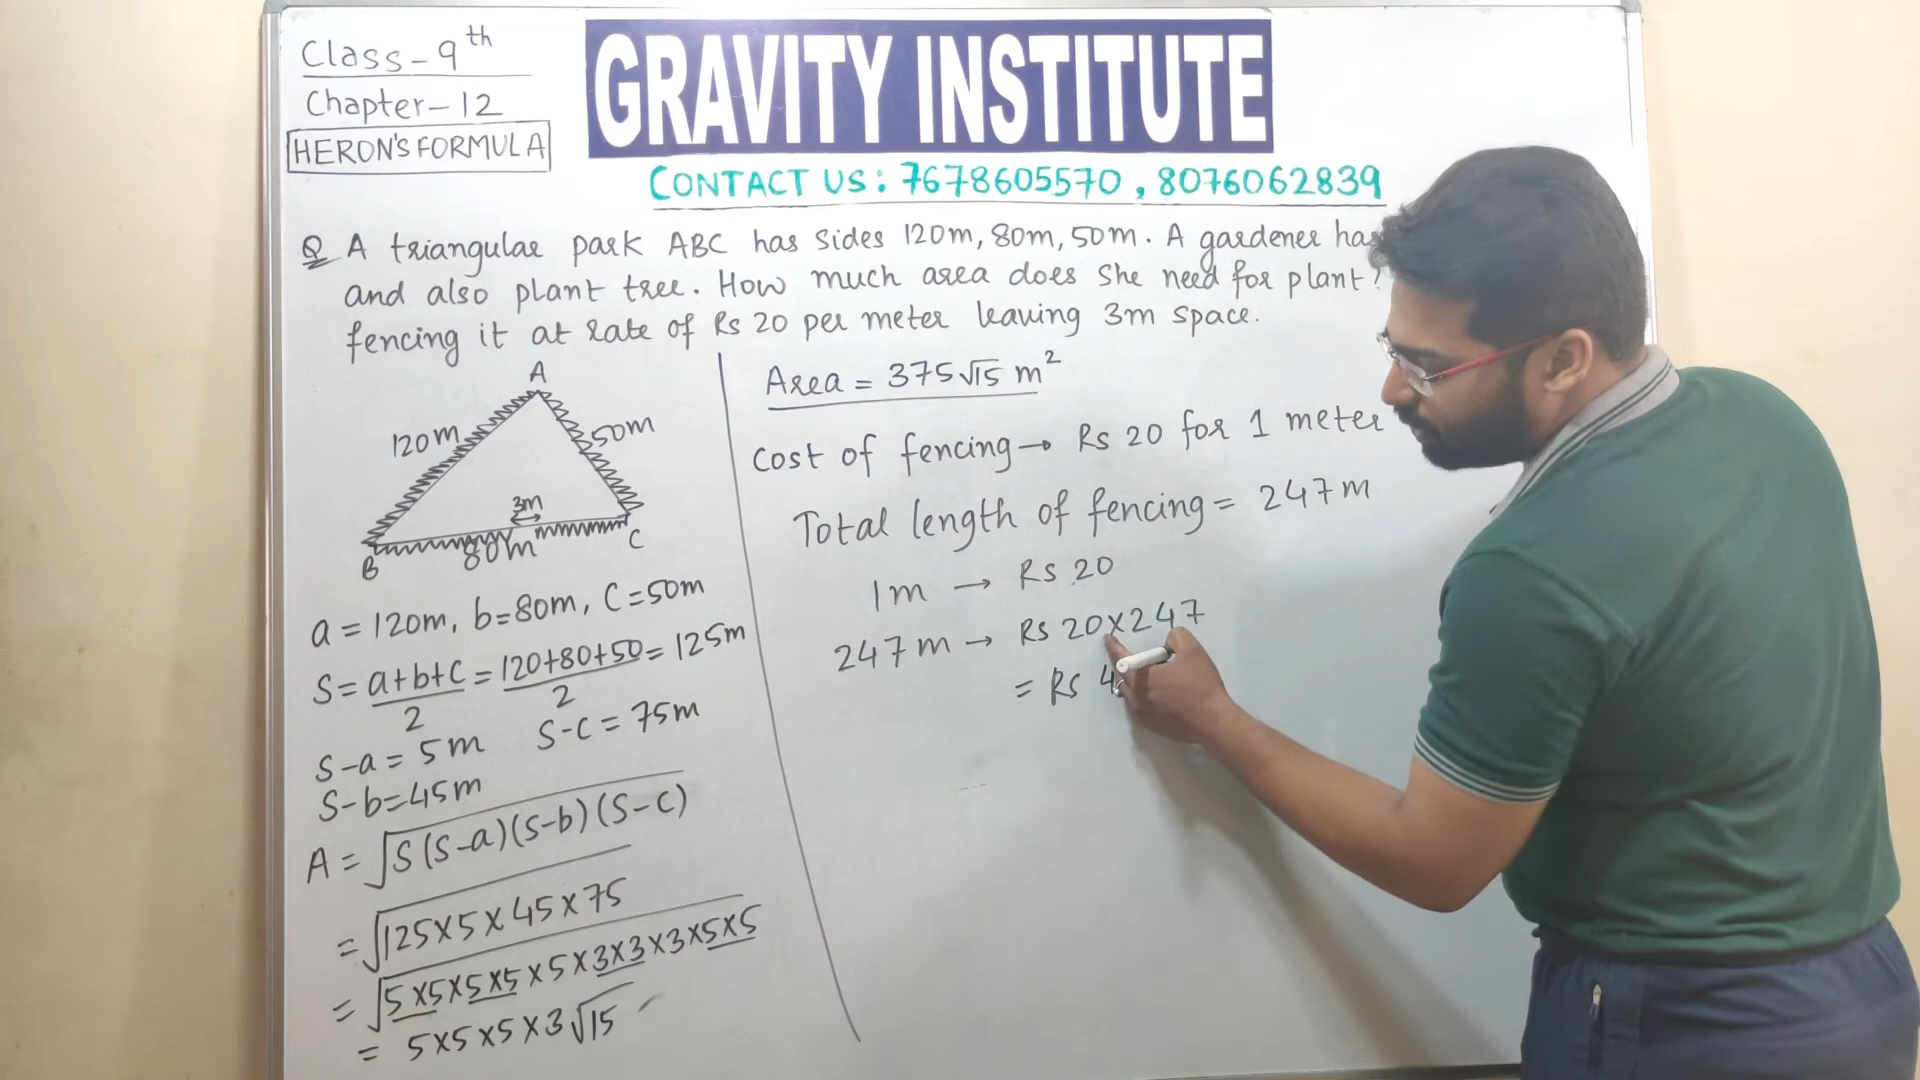 Class-9th
Chapter-12
HERON'S FORMULA
GRAVITY INSTITUTE
CONTACT US: 7678605570, 8076062839
Q A triangular park ABC has sides 120m, 80m, 50m. A gardener has
and also plant tree. How much area does She need for plant?
fencing it at rate of Rs 20 per meter leaving 3m space.
A
120m
50m
3m
B
80m
C
a = 120m, b=80m, C=50m
S = a+b+c/2 = 120+80+50/2 = 125m
S-a = 5m S-c = 75m
S-b=45m
A = √S(S-a)(S-b)(S-c)
= √125×5×45×75
= √5×5×5×5×5×3×3×3×5×5
= 5×5×5×3√15
Area = 375√15 m²
Cost of fencing → Rs 20 for 1 meter
Total length of fencing = 247m
1m → Rs 20
247m → Rs 20×247
= Rs 4